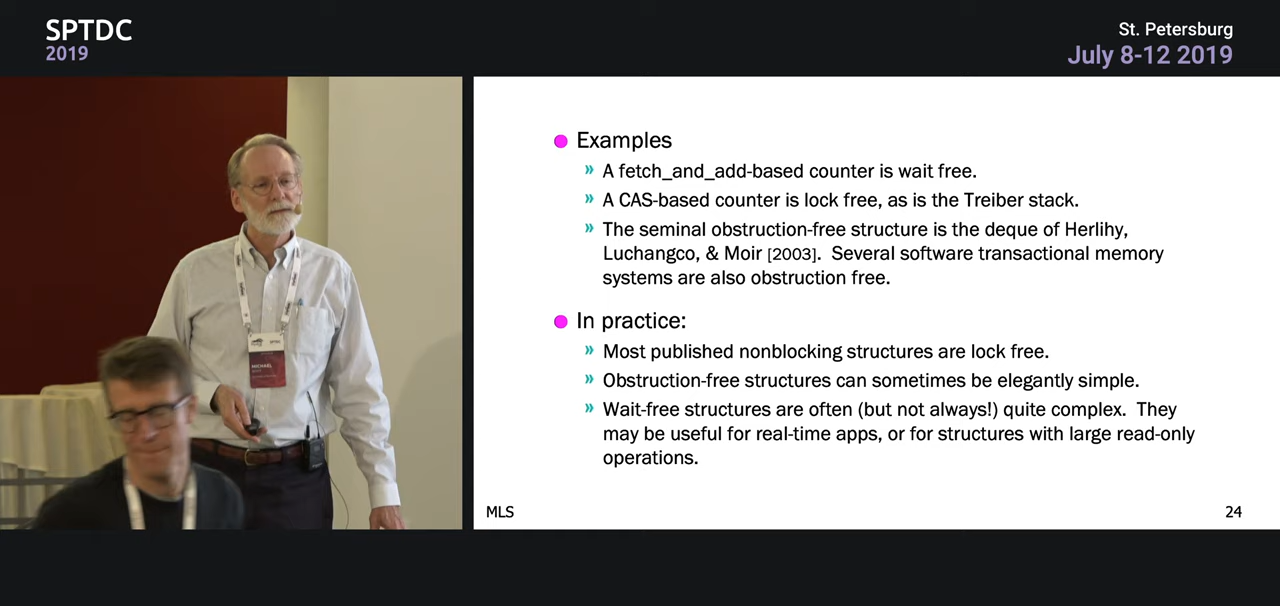 SPTDC
2019
St. Petersburg
July 8-12 2019
Examples
» A fetch_and_add-based counter is wait free.
» A CAS-based counter is lock free, as is the Treiber stack.
» The seminal obstruction-free structure is the deque of Herlihy,
Luchangco, & Moir [2003]. Several software transactional memory
systems are also obstruction free.
In practice:
» Most published nonblocking structures are lock free.
» Obstruction-free structures can sometimes be elegantly simple.
» Wait-free structures are often (but not always!) quite complex. They
may be useful for real-time apps, or for structures with large read-only
operations.
MLS
24
MICHAEL